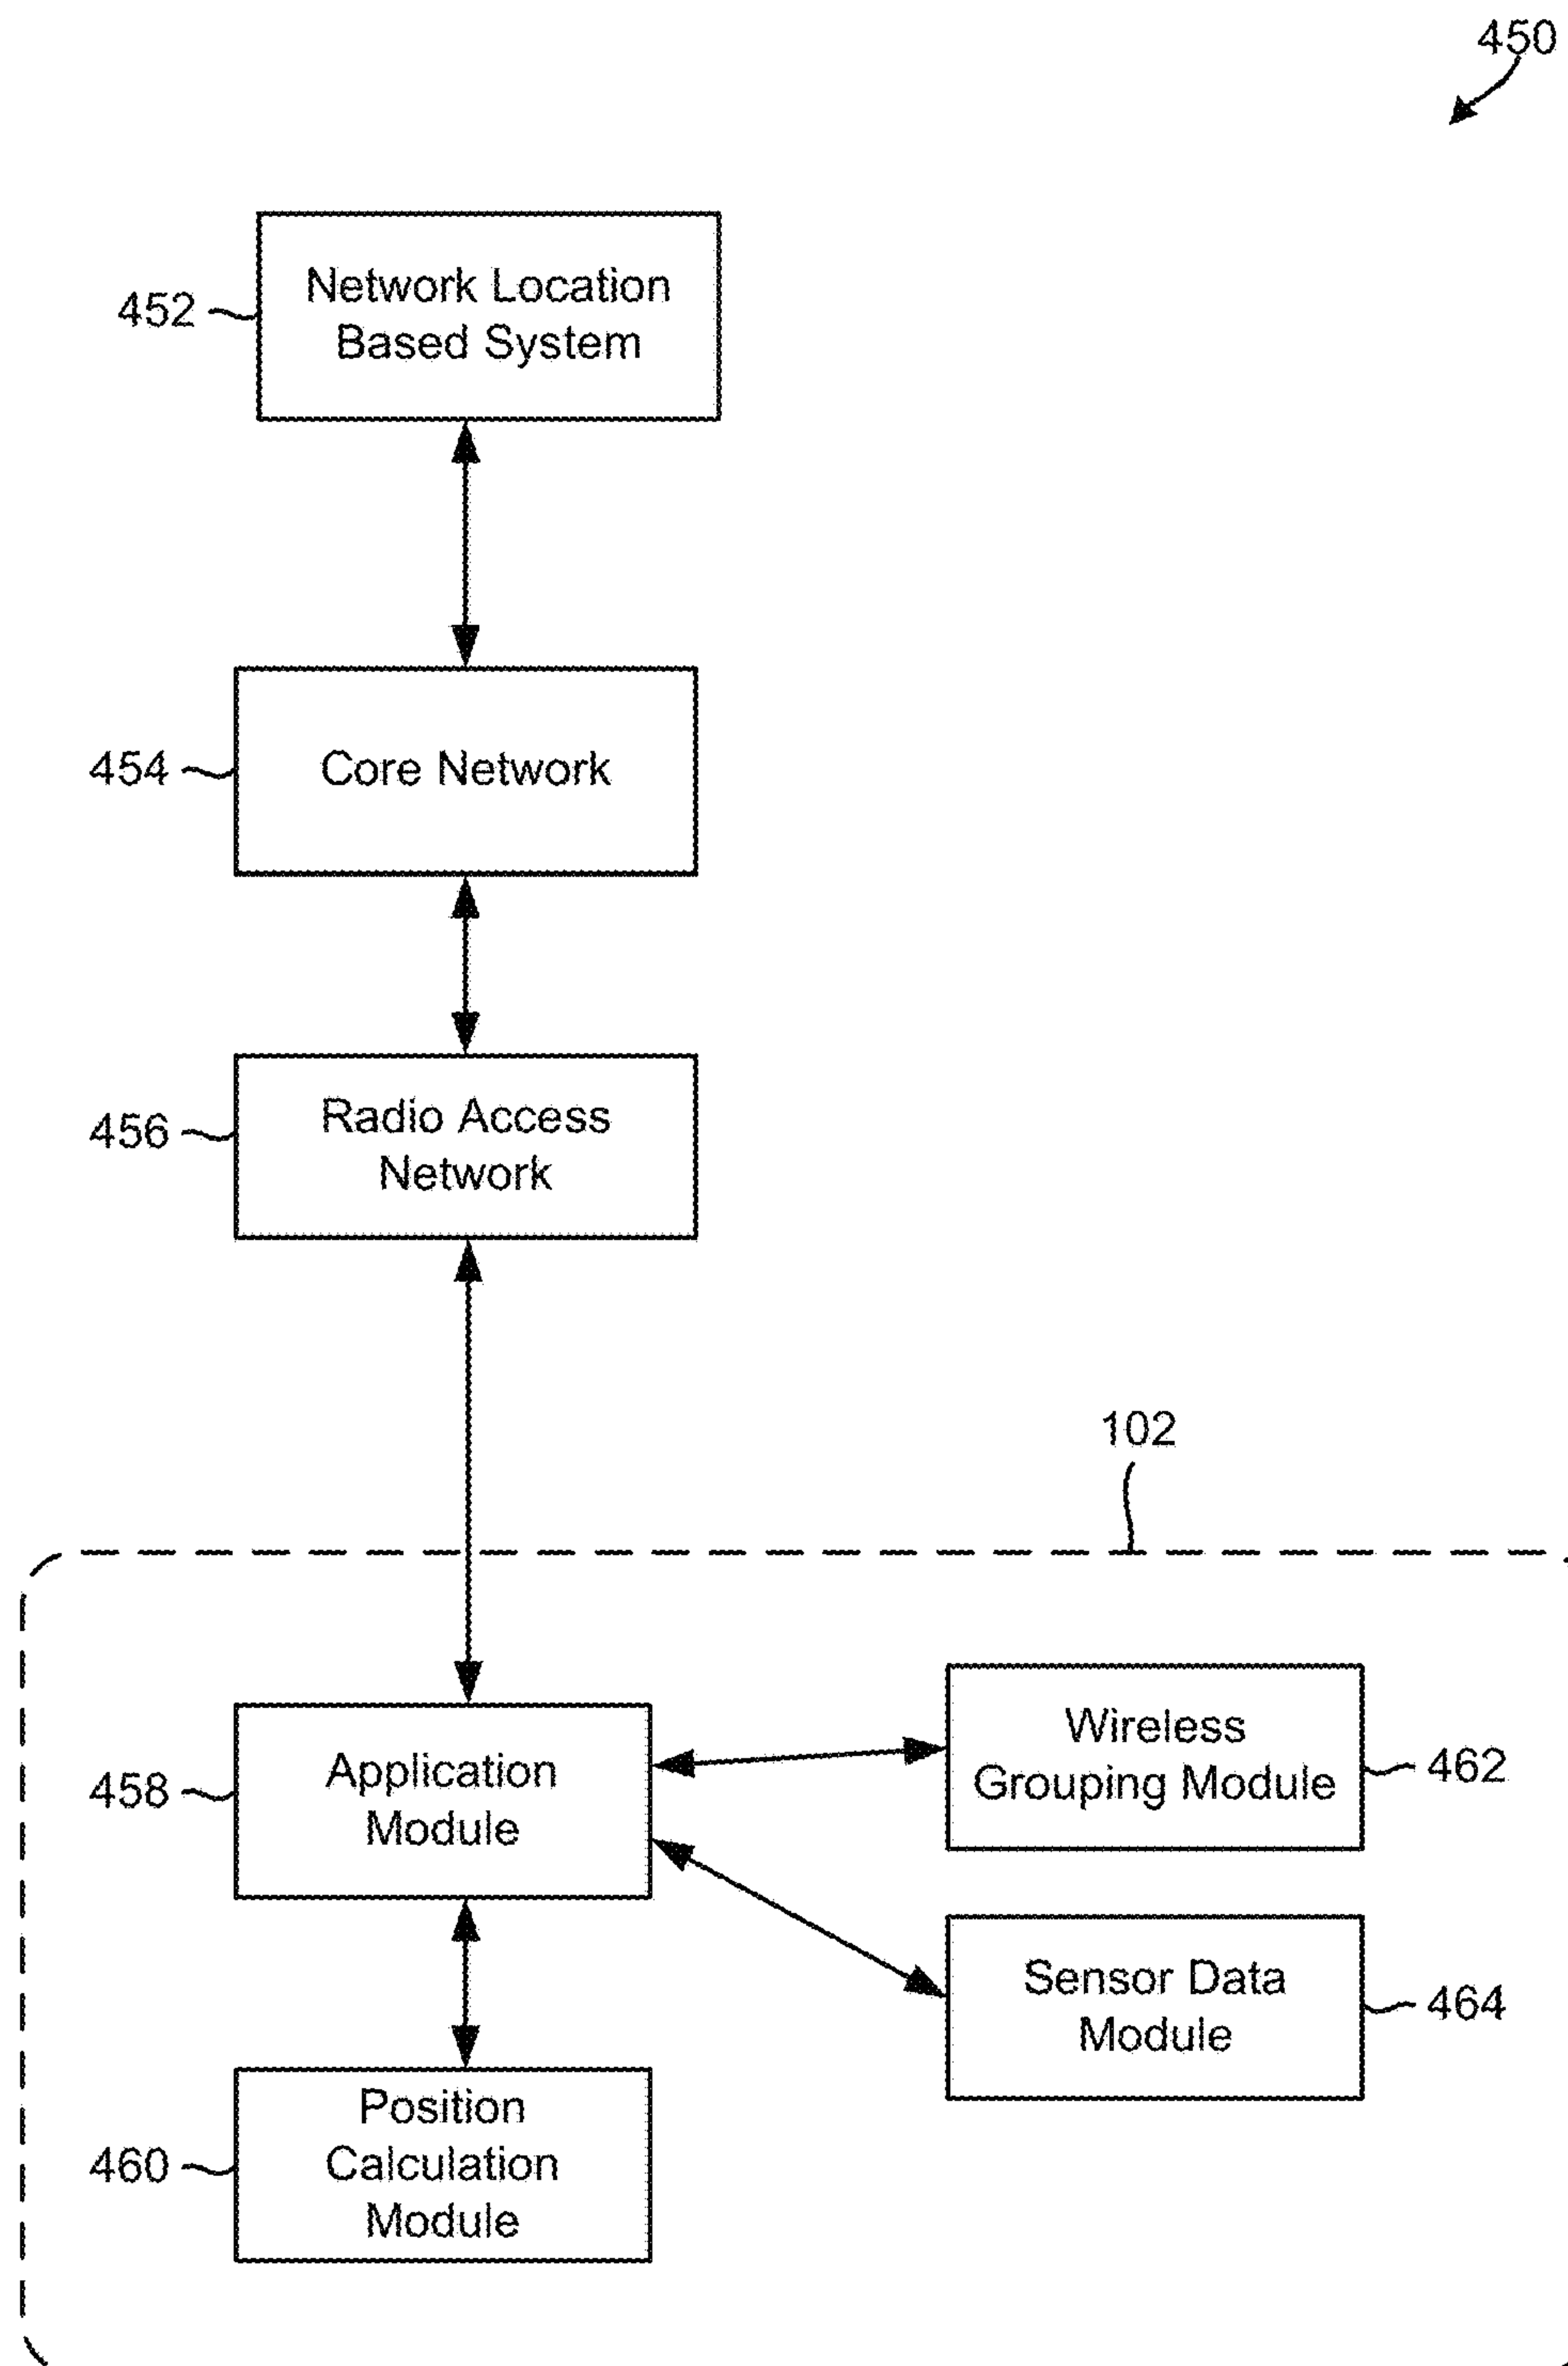 450
Network Location
Based System
452
Core Network
454
Radio Access
Network
456
102
Application
Module
458
Wireless
Grouping Module
462
Sensor Data
Module
464
Position
Calculation
Module
460